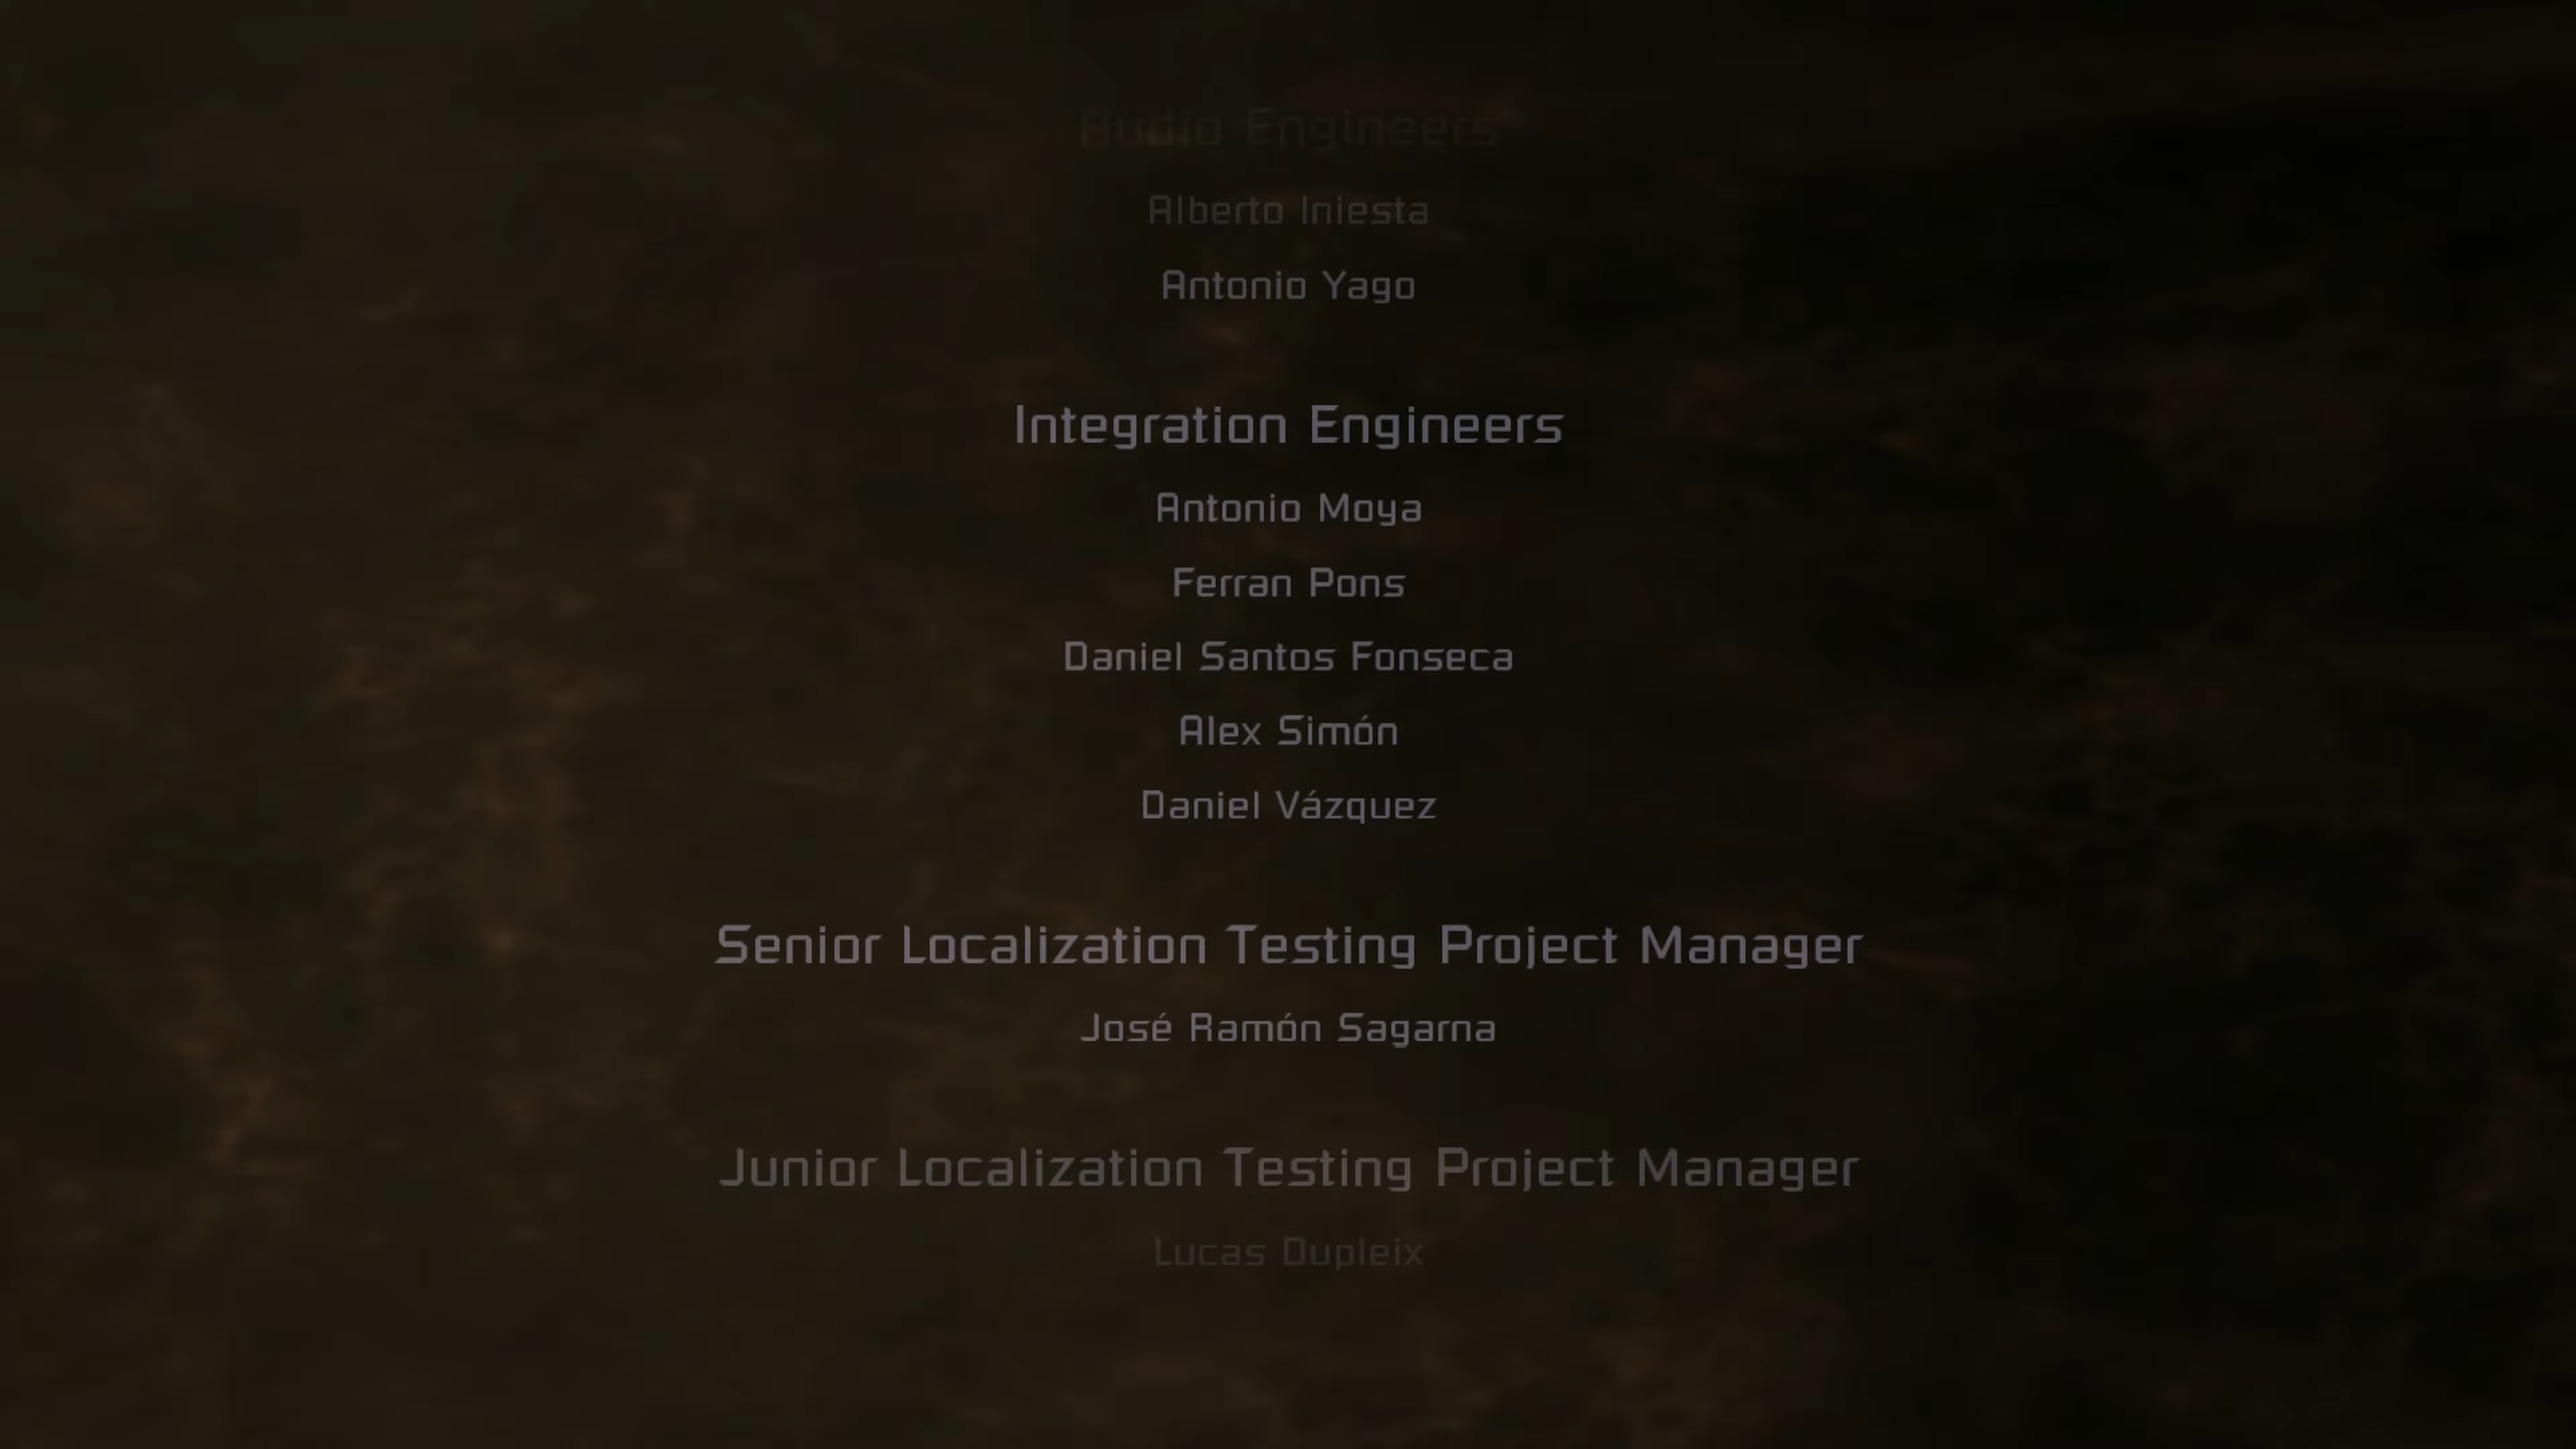 Audio Engineers
Alberto Iniesta
Antonio Yago
Integration Engineers
Antonio Moya
Ferran Pons
Daniel Santos Fonseca
Alex Simón
Daniel Vázquez
Senior Localization Testing Project Manager
José Ramón Sagarna
Junior Localization Testing Project Manager
Lucas Dupleix